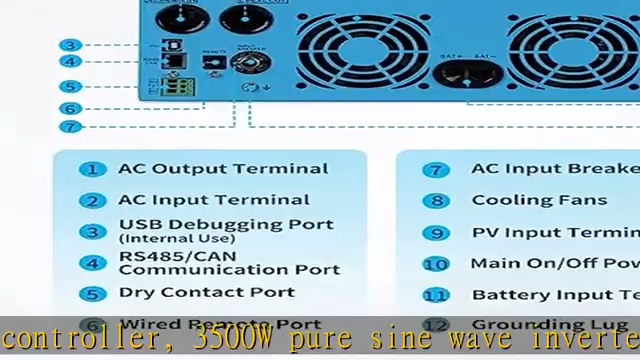 REMOTE
BAT+ BAT-
3
4
5
6
7
1 AC Output Terminal
2 AC Input Terminal
3 USB Debugging Port
(Internal Use)
4 RS485/CAN
Communication Port
5 Dry Contact Port
6 Wired Remote Port
7 AC Input Breake
8 Cooling Fans
9 PV Input Termin
10 Main On/Off Pow
11 Battery Input Te
12 Grounding Lug
controller, 3500W pure sine wave inverte